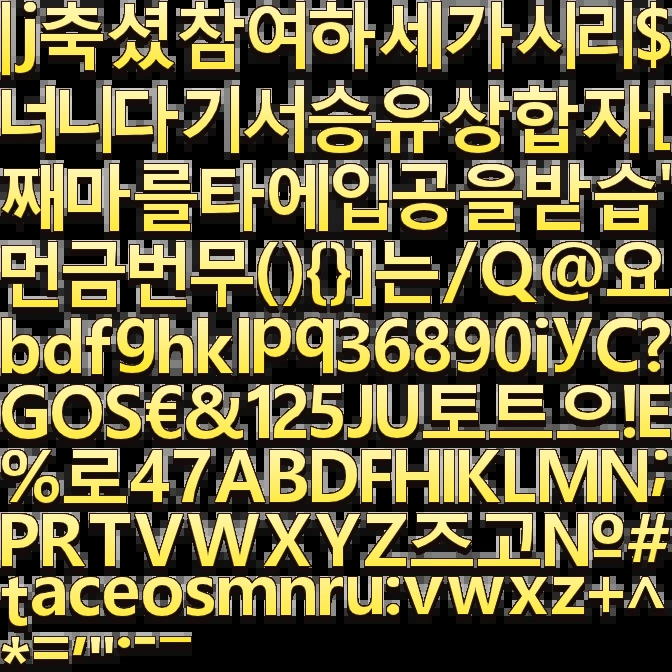 |j축셨참여하세가시리$
너니다기서승유상합자[
째마를타에입공을받습'
먼금번무(){}]는/Q@요
bdfghklpq36890iyC?
GOS€&125JU토트으!E
%로47ABDFHIKLMN;
PRTVWXYZ즈고№#
taceosmnru:vwxz+^
*=